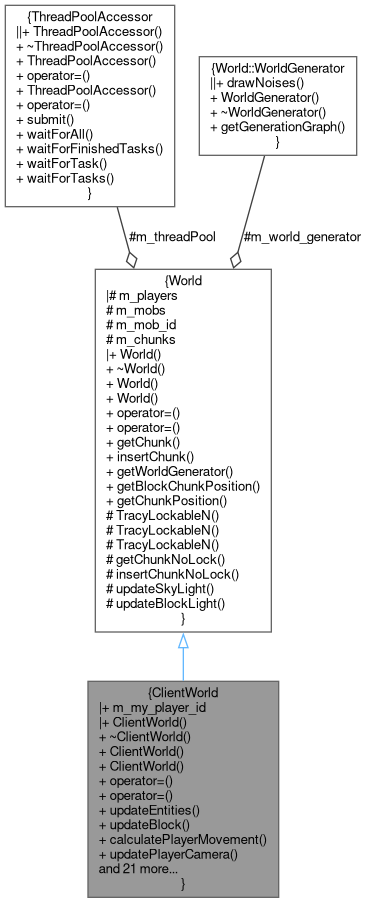 {ThreadPoolAccessor
||+ ThreadPoolAccessor()
+ ~ThreadPoolAccessor()
+ ThreadPoolAccessor()
+ operator=()
+ ThreadPoolAccessor()
+ operator=()
+ submit()
+ waitForAll()
+ waitForFinishedTasks()
+ waitForTask()
+ waitForTasks()
}
{World::WorldGenerator
||+ drawNoises()
+ WorldGenerator()
+ ~WorldGenerator()
+ getGenerationGraph()
}
#m_threadPool
#m_world_generator
{World
|# m_players
# m_mobs
# m_mob_id
# m_chunks
|+ World()
+ ~World()
+ World()
+ World()
+ operator=()
+ operator=()
+ getChunk()
+ insertChunk()
+ getWorldGenerator()
+ getBlockChunkPosition()
+ getChunkPosition()
# TracyLockableN()
# TracyLockableN()
# TracyLockableN()
# getChunkNoLock()
# insertChunkNoLock()
# updateSkyLight()
# updateBlockLight()
}
{ClientWorld
|+ m_my_player_id
|+ ClientWorld()
+ ~ClientWorld()
+ ClientWorld()
+ ClientWorld()
+ operator=()
+ operator=()
+ updateEntities()
+ updateBlock()
+ calculatePlayerMovement()
+ updatePlayerCamera()
and 21 more...
}